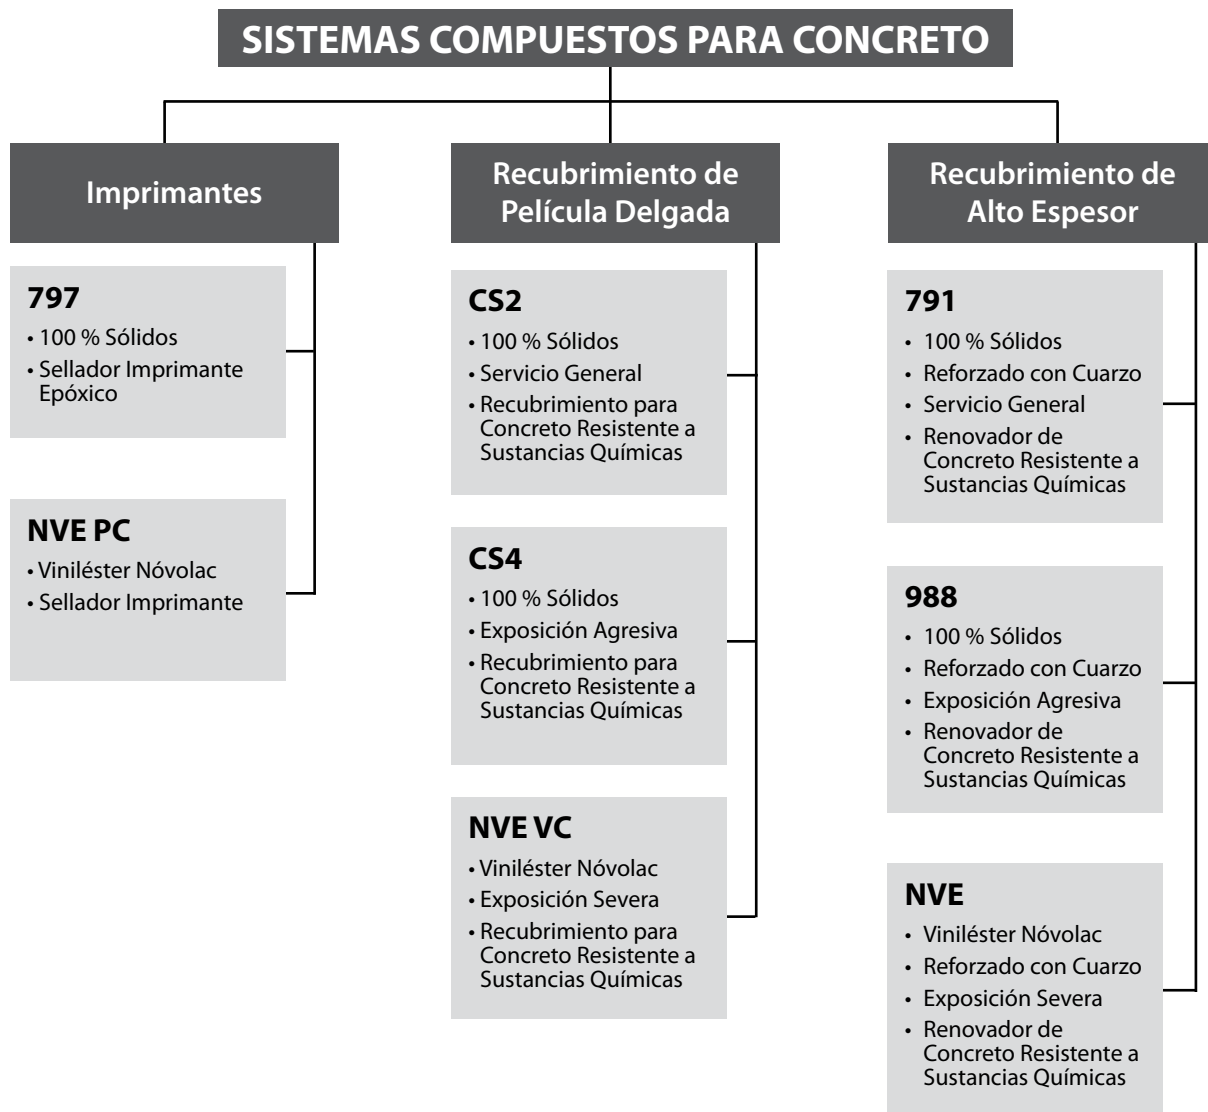 SISTEMAS COMPUESTOS PARA CONCRETO
Imprimantes
797
• 100 % Sólidos
• Sellador Imprimante
Epóxico
NVE PC
• Viniléster Nóvolac
• Sellador Imprimante
Recubrimiento de
Película Delgada
CS2
• 100 % Sólidos
• Servicio General
• Recubrimiento para
Concreto Resistente a
Sustancias Químicas
CS4
• 100 % Sólidos
• Exposición Agresiva
• Recubrimiento para
Concreto Resistente a
Sustancias Químicas
NVE VC
• Viniléster Nóvolac
• Exposición Severa
• Recubrimiento para
Concreto Resistente a
Sustancias Químicas
Recubrimiento de
Alto Espesor
791
• 100 % Sólidos
• Reforzado con Cuarzo
• Servicio General
• Renovador de
Concreto Resistente a
Sustancias Químicas
988
• 100 % Sólidos
• Reforzado con Cuarzo
• Exposición Agresiva
• Renovador de
Concreto Resistente a
Sustancias Químicas
NVE
• Viniléster Nóvolac
• Reforzado con Cuarzo
• Exposición Severa
• Renovador de
Concreto Resistente a
Sustancias Químicas